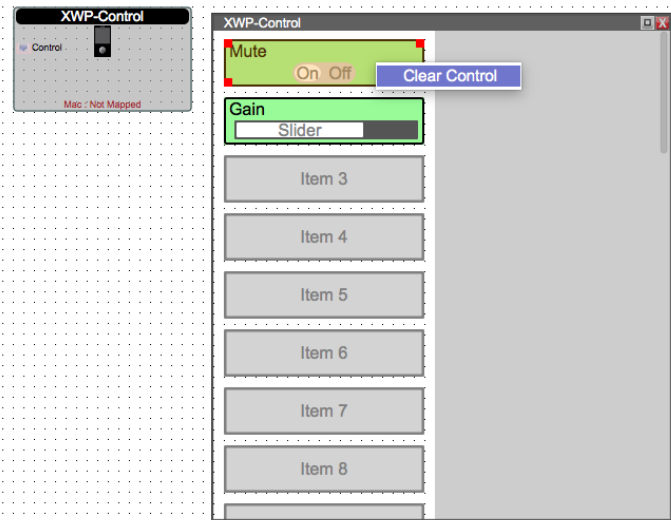 XWP-Control
Control
Mac : Not Mapped
XWP-Control
X
Mute
On Off
Clear Control
Gain
Slider
Item 3
Item 4
Item 5
Item 6
Item 7
Item 8